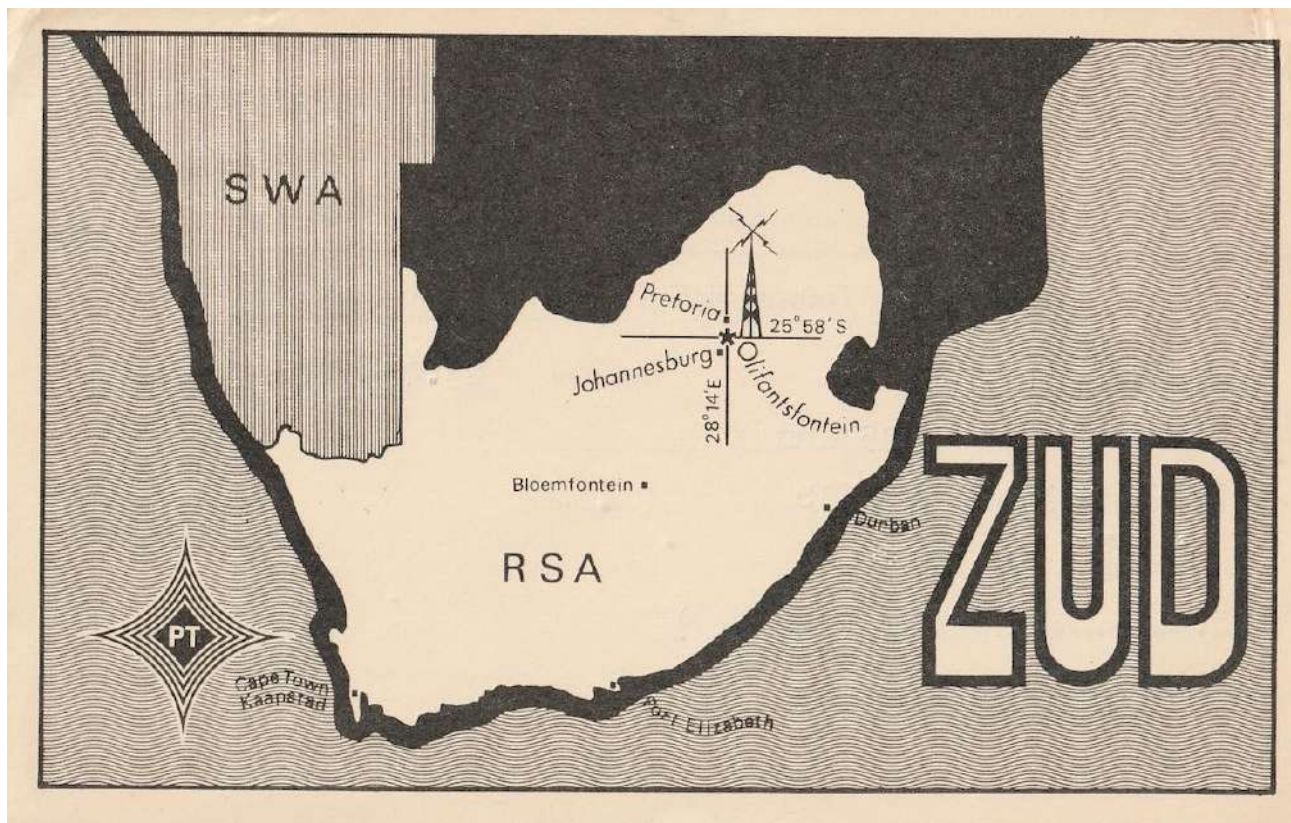 SWA
Pretoria
25°58'S
Johannesburg
Olifantsfontein
28°14'E
Bloemfontein
Durban
RSA
ZUD
PT
Cape Town
Kaapstad
Port Elizabeth